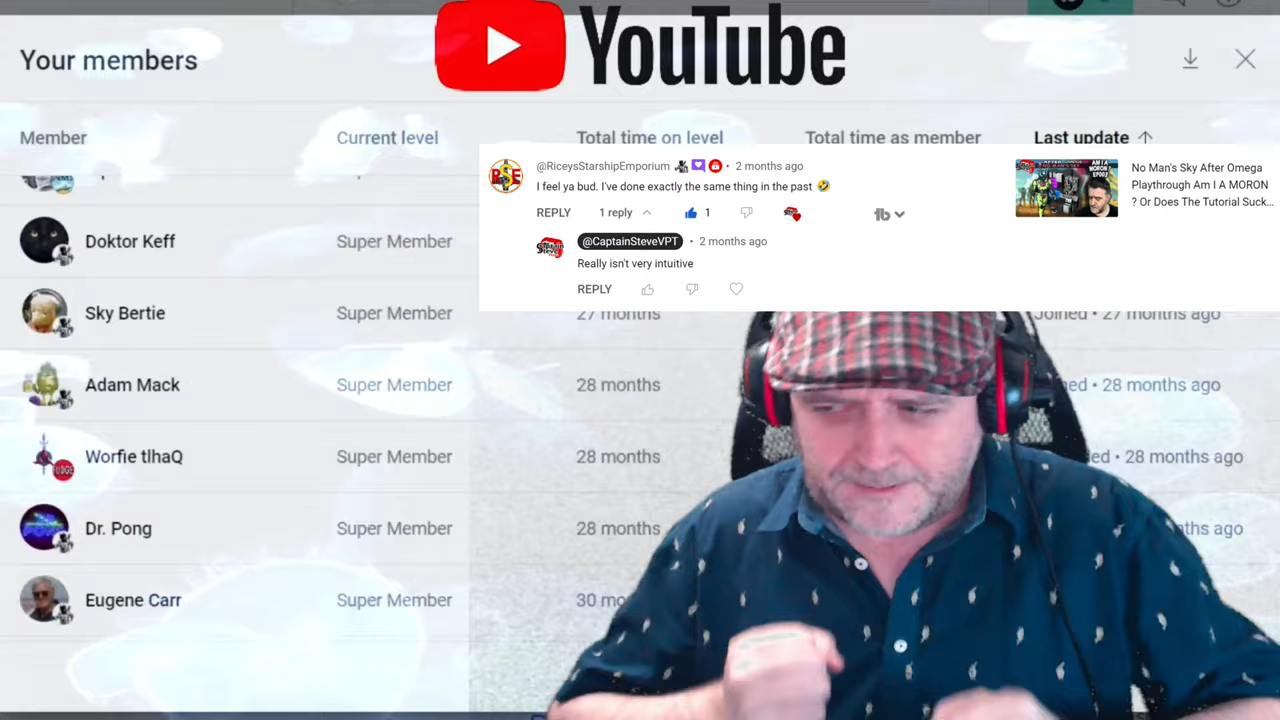 YouTube
Your members
Member Current level Total time on level Total time as member Last update
@RiceysStarshipEmporium • 2 months ago
I feel ya bud. I've done exactly the same thing in the past 🤣
REPLY 1 reply 1
@CaptainSteveVPT • 2 months ago
Really isn't very intuitive
REPLY
No Man's Sky After Omega
Playthrough Am I A MORON
? Or Does The Tutorial Suck...
Doktor Keff Super Member
Sky Bertie Super Member 27 months Joined • 27 months ago
Adam Mack Super Member 28 months • 28 months ago
Worfie tlhaQ Super Member 28 months • 28 months ago
Dr. Pong Super Member 28 months ago
Eugene Carr Super Member 30